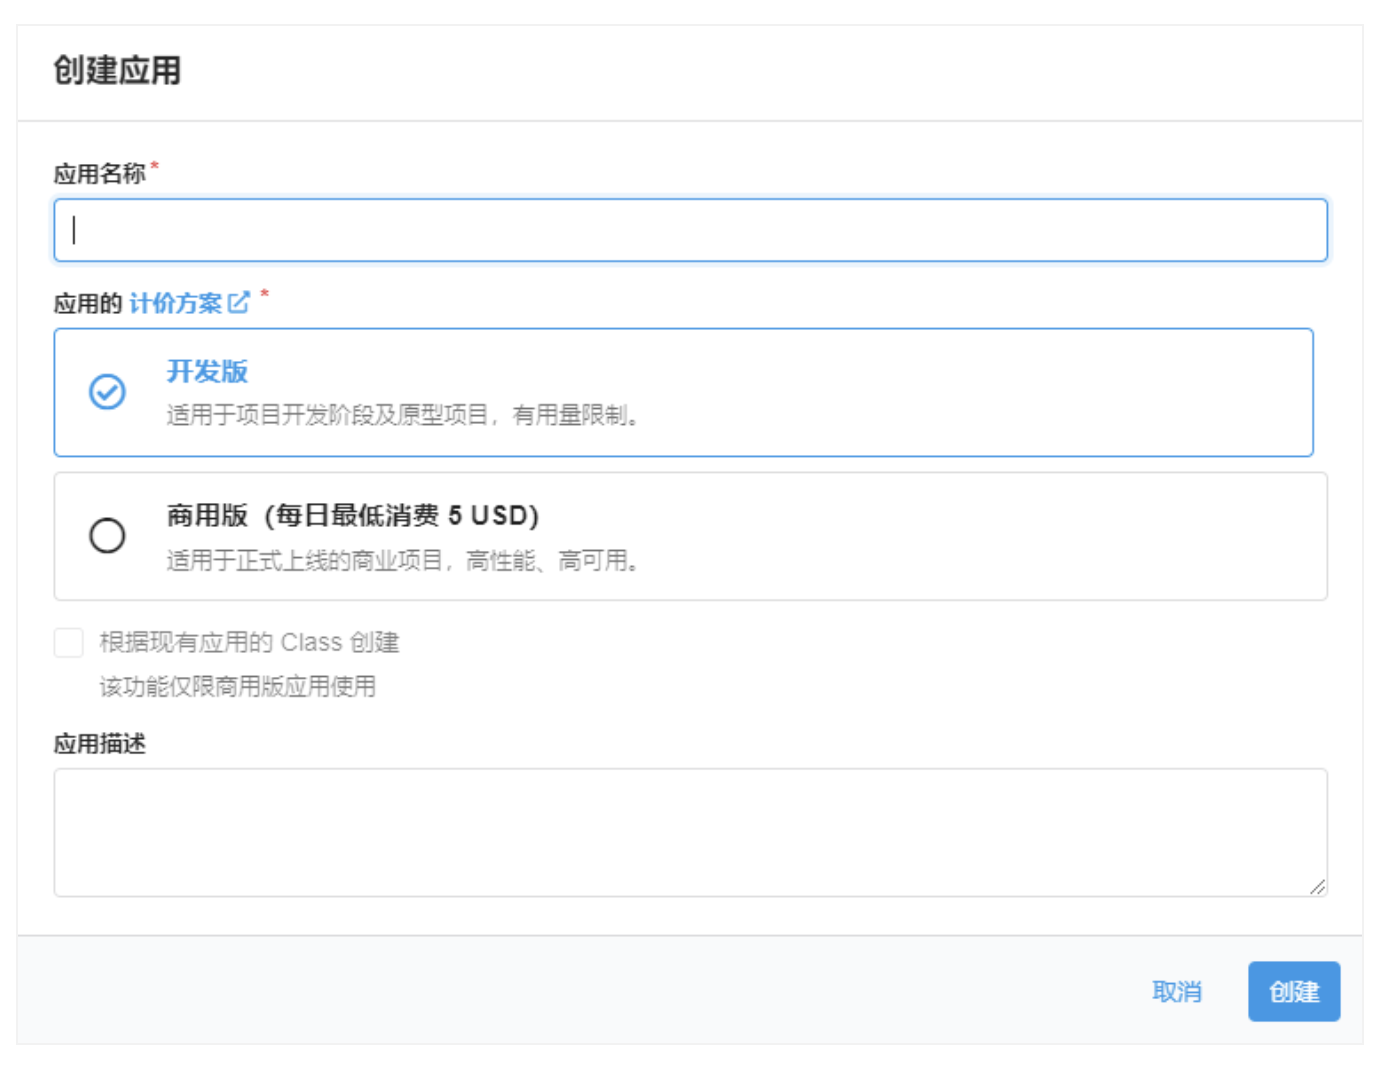 创建应用
应用名称*
应用的 计价方案 *
开发版
适用于项目开发阶段及原型项目，有用量限制。
商用版（每日最低消费 5 USD）
适用于正式上线的商业项目，高性能、高可用。
根据现有应用的 Class 创建
该功能仅限商用版应用使用
应用描述
取消 创建